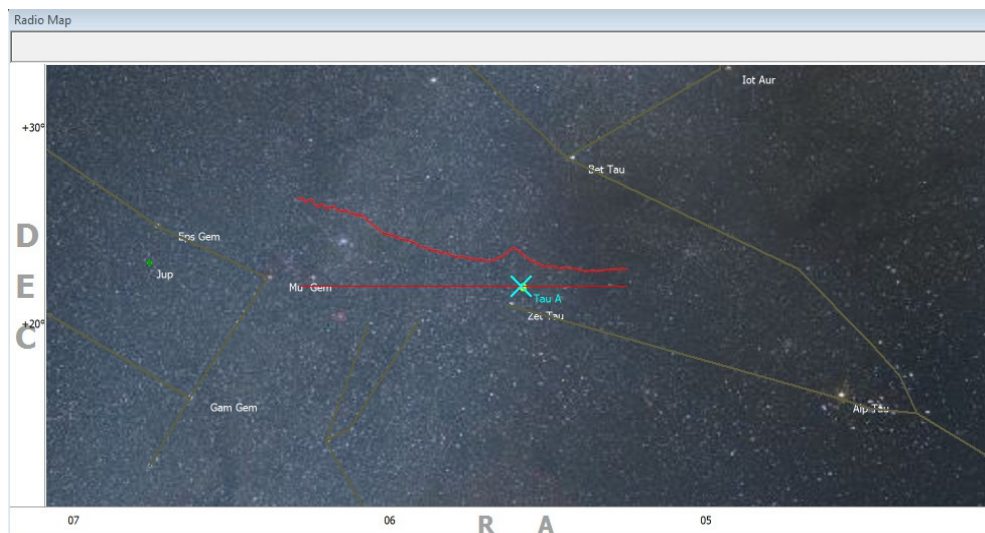 Radio Map
Iot Aur
+30°
Bet Tau
D
Eps Gem
Jup
E
Mu Gem
Tau A
Zet Tau
+20°
C
Gam Gem
Alp Tau
07
06
05
R A